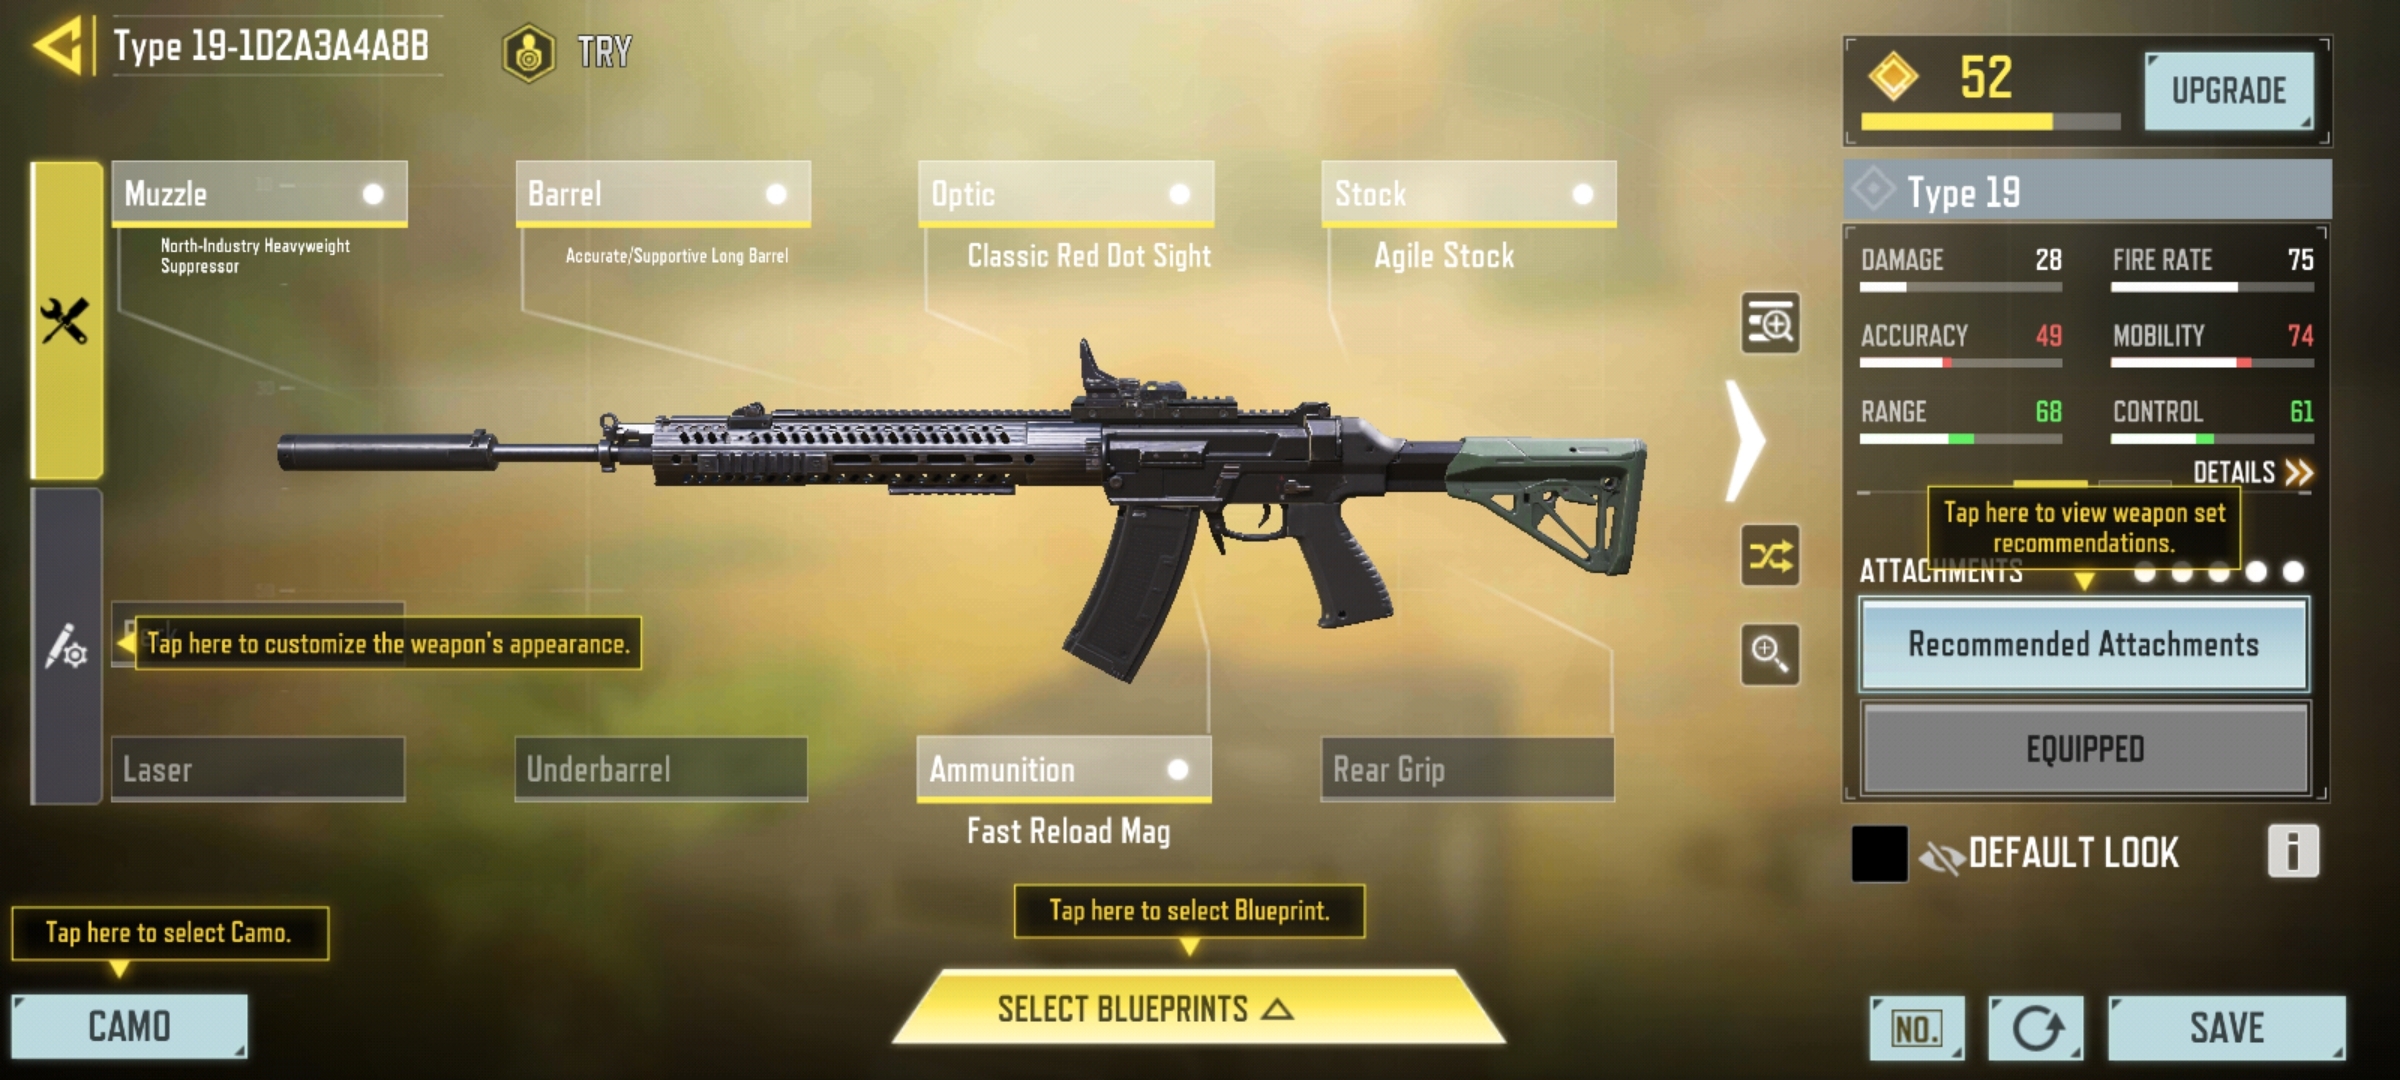 Type 19-1D2A3A4A8B
TRY
52
UPGRADE
Muzzle
North-Industry Heavyweight
Suppressor
Barrel
Accurate/Supportive Long Barrel
Optic
Classic Red Dot Sight
Stock
Agile Stock
Type 19
DAMAGE 28
FIRE RATE 75
ACCURACY 49
MOBILITY 74
RANGE 68
CONTROL 61
DETAILS
Tap here to view weapon set
recommendations.
ATTACHMENTS
Recommended Attachments
EQUIPPED
Tap here to customize the weapon's appearance.
Laser
Underbarrel
Ammunition
Fast Reload Mag
Rear Grip
DEFAULT LOOK
i
Tap here to select Camo.
CAMO
Tap here to select Blueprint.
SELECT BLUEPRINTS
NO.
SAVE